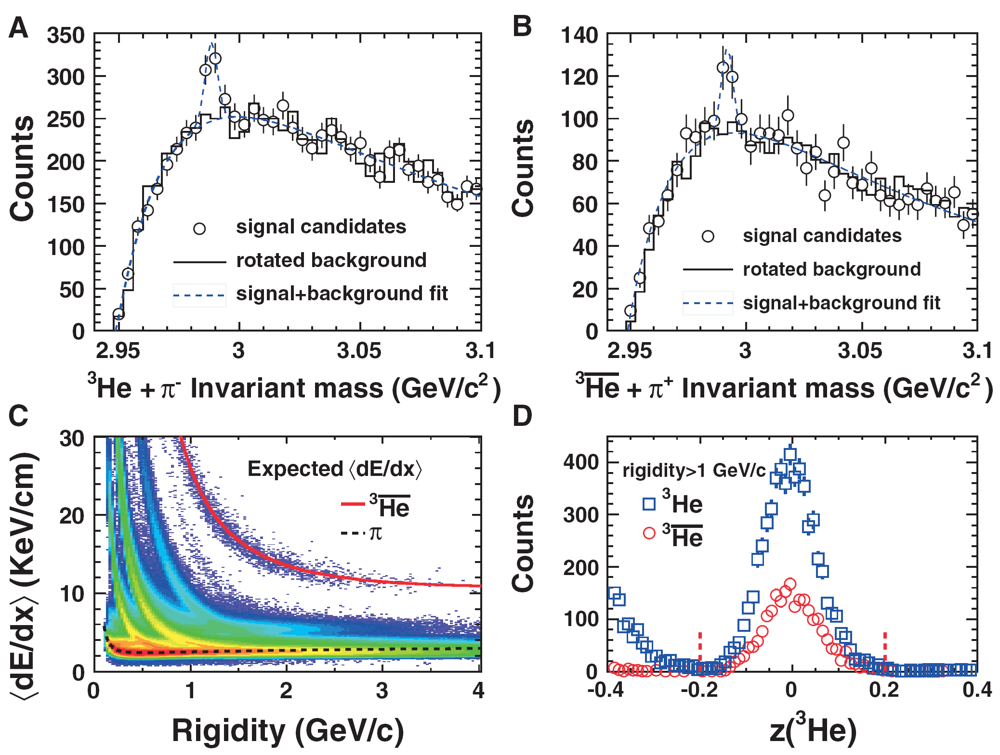 A
350
300
250
200
150
100
50
0
Counts
signal candidates
rotated background
signal+background fit
2.95 3 3.05 3.1
³He + π⁻ Invariant mass (GeV/c²)
B
140
120
100
80
60
40
20
0
Counts
signal candidates
rotated background
signal+background fit
2.95 3 3.05 3.1
³H̅e̅ + π⁺ Invariant mass (GeV/c²)
C
30
20
10
0
⟨dE/dx⟩ (KeV/cm)
Expected ⟨dE/dx⟩
³H̅e̅
π
0 1 2 3 4
Rigidity (GeV/c)
D
400
300
200
100
0
Counts
rigidity>1 GeV/c
³He
³H̅e̅
-0.4 -0.2 0 0.2 0.4
z(³He)